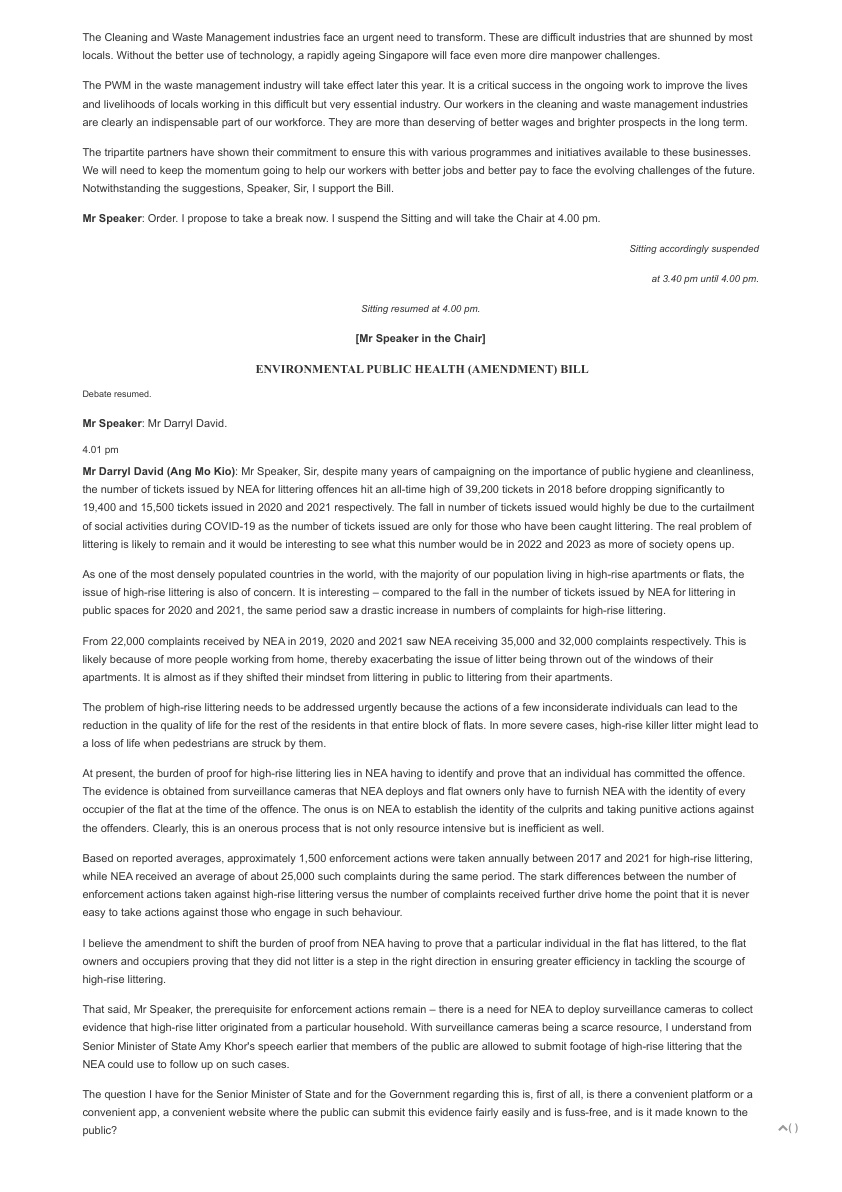 The Cleaning and Waste Management industries face an urgent need to transform. These are difficult industries that are shunned by most
locals. Without the better use of technology, a rapidly ageing Singapore will face even more dire manpower challenges.
The PWM in the waste management industry will take effect later this year. It is a critical success in the ongoing work to improve the lives
and livelihoods of locals working in this difficult but very essential industry. Our workers in the cleaning and waste management industries
are clearly an indispensable part of our workforce. They are more than deserving of better wages and brighter prospects in the long term.
The tripartite partners have shown their commitment to ensure this with various programmes and initiatives available to these businesses.
We will need to keep the momentum going to help our workers with better jobs and better pay to face the evolving challenges of the future.
Notwithstanding the suggestions, Speaker, Sir, I support the Bill.
Mr Speaker: Order. I propose to take a break now. I suspend the Sitting and will take the Chair at 4.00 pm.
Sitting accordingly suspended
at 3.40 pm until 4.00 pm.
Sitting resumed at 4.00 pm.
[Mr Speaker in the Chair]
ENVIRONMENTAL PUBLIC HEALTH (AMENDMENT) BILL
Debate resumed.
Mr Speaker: Mr Darryl David.
4.01 pm
Mr Darryl David (Ang Mo Kio): Mr Speaker, Sir, despite many years of campaigning on the importance of public hygiene and cleanliness,
the number of tickets issued by NEA for littering offences hit an all-time high of 39,200 tickets in 2018 before dropping significantly to
19,400 and 15,500 tickets issued in 2020 and 2021 respectively. The fall in number of tickets issued would highly be due to the curtailment
of social activities during COVID-19 as the number of tickets issued are only for those who have been caught littering. The real problem of
littering is likely to remain and it would be interesting to see what this number would be in 2022 and 2023 as more of society opens up.
As one of the most densely populated countries in the world, with the majority of our population living in high-rise apartments or flats, the
issue of high-rise littering is also of concern. It is interesting – compared to the fall in the number of tickets issued by NEA for littering in
public spaces for 2020 and 2021, the same period saw a drastic increase in numbers of complaints for high-rise littering.
From 22,000 complaints received by NEA in 2019, 2020 and 2021 saw NEA receiving 35,000 and 32,000 complaints respectively. This is
likely because of more people working from home, thereby exacerbating the issue of litter being thrown out of the windows of their
apartments. It is almost as if they shifted their mindset from littering in public to littering from their apartments.
The problem of high-rise littering needs to be addressed urgently because the actions of a few inconsiderate individuals can lead to the
reduction in the quality of life for the rest of the residents in that entire block of flats. In more severe cases, high-rise killer litter might lead to
a loss of life when pedestrians are struck by them.
At present, the burden of proof for high-rise littering lies in NEA having to identify and prove that an individual has committed the offence.
The evidence is obtained from surveillance cameras that NEA deploys and flat owners only have to furnish NEA with the identity of every
occupier of the flat at the time of the offence. The onus is on NEA to establish the identity of the culprits and taking punitive actions against
the offenders. Clearly, this is an onerous process that is not only resource intensive but is inefficient as well.
Based on reported averages, approximately 1,500 enforcement actions were taken annually between 2017 and 2021 for high-rise littering,
while NEA received an average of about 25,000 such complaints during the same period. The stark differences between the number of
enforcement actions taken against high-rise littering versus the number of complaints received further drive home the point that it is never
easy to take actions against those who engage in such behaviour.
I believe the amendment to shift the burden of proof from NEA having to prove that a particular individual in the flat has littered, to the flat
owners and occupiers proving that they did not litter is a step in the right direction in ensuring greater efficiency in tackling the scourge of
high-rise littering.
That said, Mr Speaker, the prerequisite for enforcement actions remain – there is a need for NEA to deploy surveillance cameras to collect
evidence that high-rise litter originated from a particular household. With surveillance cameras being a scarce resource, I understand from
Senior Minister of State Amy Khor's speech earlier that members of the public are allowed to submit footage of high-rise littering that the
NEA could use to follow up on such cases.
The question I have for the Senior Minister of State and for the Government regarding this is, first of all, is there a convenient platform or a
convenient app, a convenient website where the public can submit this evidence fairly easily and is fuss-free, and is it made known to the
public?
( )